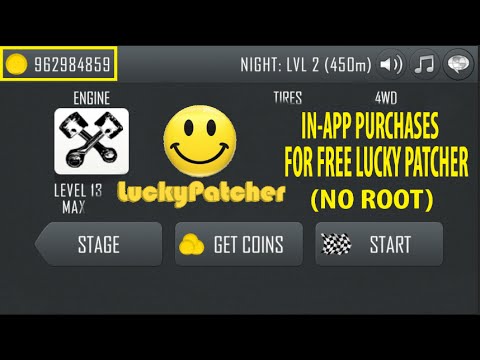 962984859
NIGHT: LVL 2 (450m)
ENGINE
TIRES
4WD
IN-APP PURCHASES
FOR FREE LUCKY PATCHER
(NO ROOT)
LEVEL 13
MAX
LuckyPatcher
STAGE
GET COINS
START